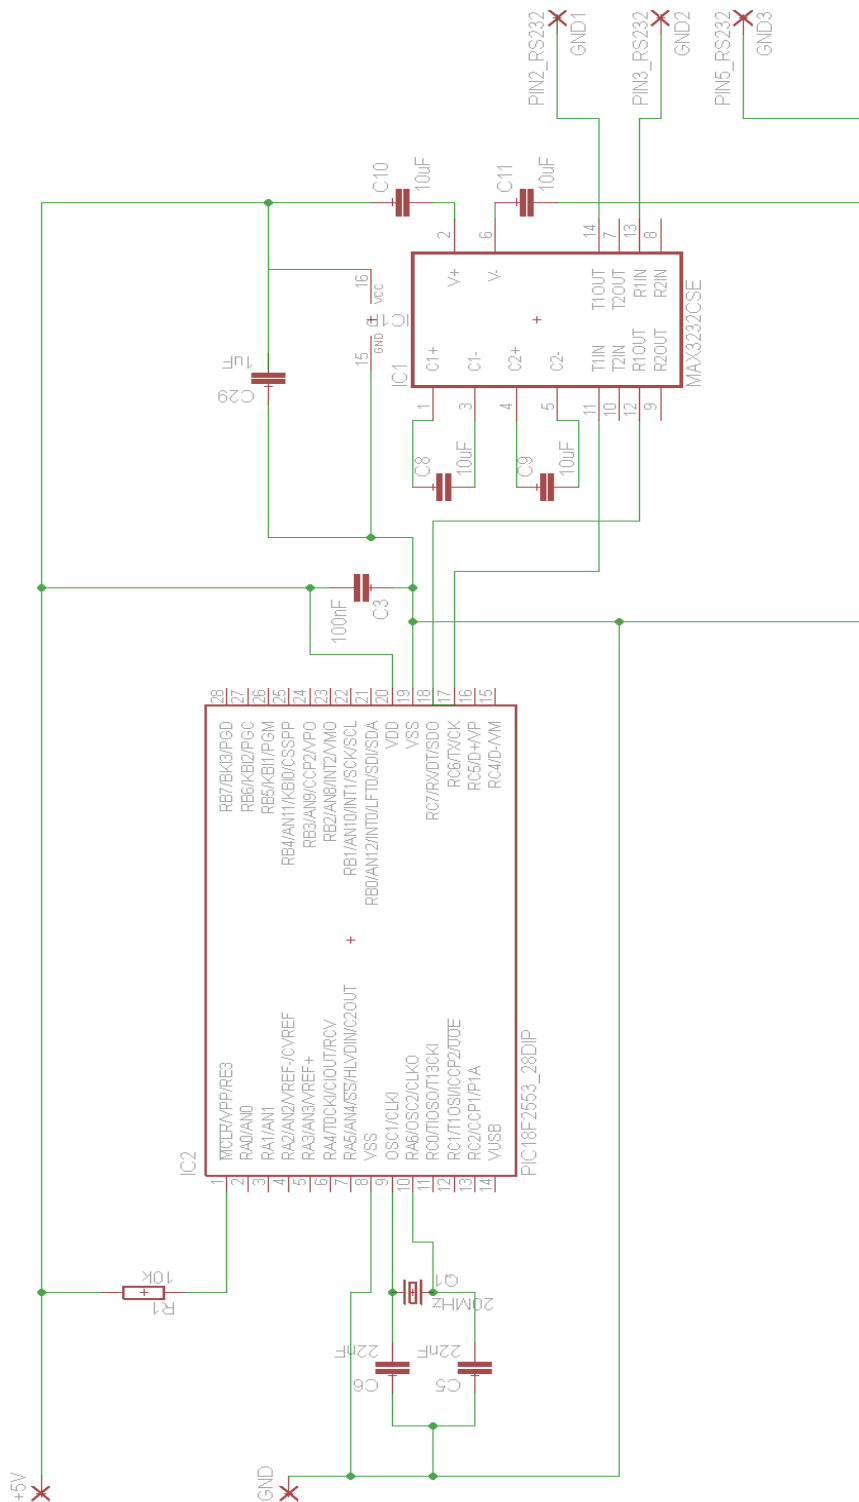 PIN2_RS232
GND1
PIN3_RS232
GND2
PIN5_RS232
GND3
C10
10uF
C11
10uF
2
6
14
7
13
8
V+
V-
T1OUT
T2OUT
R1IN
R2IN
16
VCC
15
GND
IC1P
IC1
MAX3232CSE
C1+
C1-
C2+
C2-
T1IN
T2IN
R1OUT
R2OUT
1
3
4
5
11
10
12
9
1uF
C29
C8
10uF
C9
10uF
100nF
C3
28
27
26
25
24
23
22
21
20
19
18
17
16
15
RB7/BKI3/PGD
RB6/KBI2/PGC
RB5/KBI1/PGM
RB4/AN11/KBI0/CSSPP
RB3/AN9/CCP2/VPO
RB2/AN8/INT2/VMO
RB1/AN10/INT1/SCK/SCL
RB0/AN12/INT0/LFT0/SDI/SDA
VDD
VSS
RC7/RX/DT/SDO
RC6/TX/CK
RC5/D+/VP
RC4/D-/VM
MCLR/VPP/RE3
RA0/AN0
RA1/AN1
RA2/AN2/VREF-/CVREF
RA3/AN3/VREF+
RA4/T0CKI/CIOUT/RCV
RA5/AN4/SS/HLVDIN/C2OUT
VSS
OSC1/CLKI
RA6/OSC2/CLKO
RC0/TIOSO/T13CKI
RC1/T1OSI/ICCP2/UOE
RC2/CCP1/P1A
VUSB
IC2
PIC18F2553_28DIP
1
2
3
4
5
6
7
8
9
10
11
12
13
14
10k
R1
Q1
20MHz
22nF
C6
22nF
C5
+5V
GND